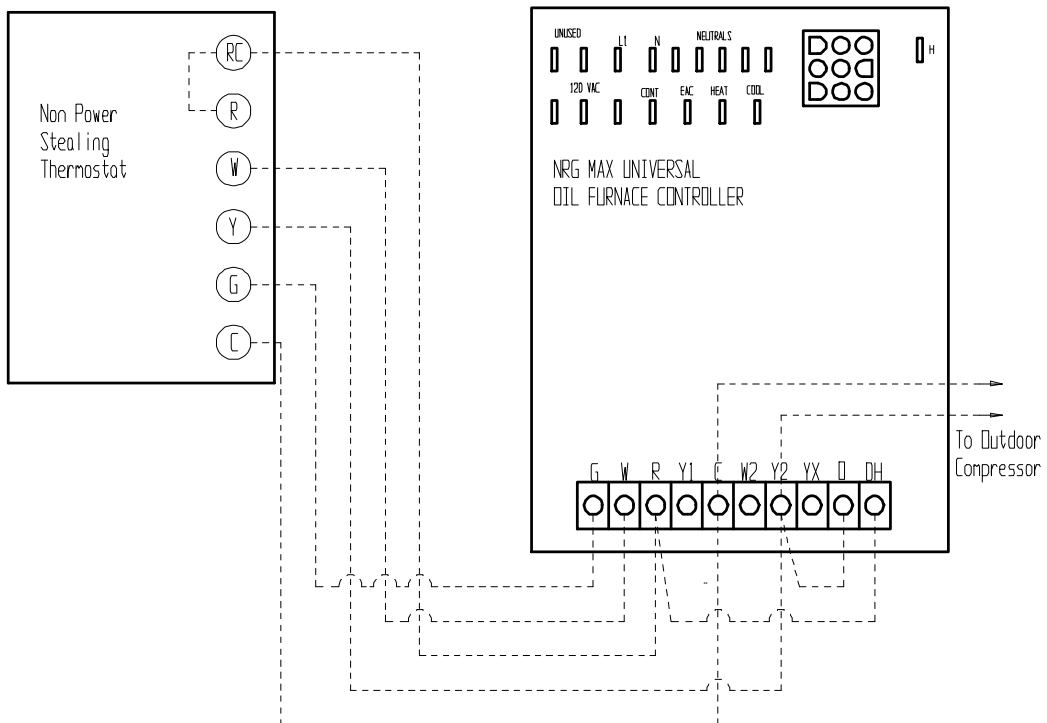 RC
R
W
Y
G
C
Non Power
Stealing
Thermostat
UNUSED
L1 N NEUTRALS
H
120 VAC
CONT EAC HEAT COOL
NRG MAX UNIVERSAL
OIL FURNACE CONTROLLER
To Outdoor
Compressor
G W R Y1 C W2 Y2 YX O DH